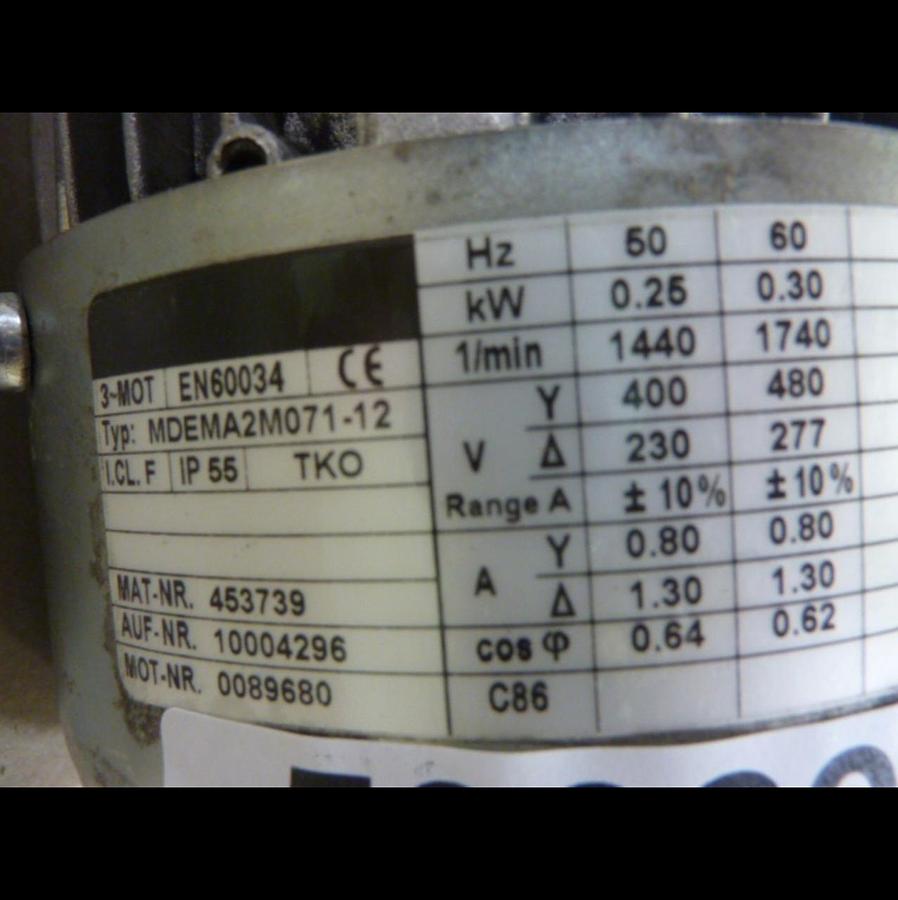 Hz 50 60
kW 0.25 0.30
1/min 1440 1740
3~MOT EN60034 CE
Typ: MDEMA2M071-12
I.CL. F IP 55 TKO
V Y 400 480
Δ 230 277
Range A ±10% ±10%
A Y 0.80 0.80
Δ 1.30 1.30
cos φ 0.64 0.62
C86
MAT-NR. 453739
AUF-NR. 10004296
MOT-NR. 0089680